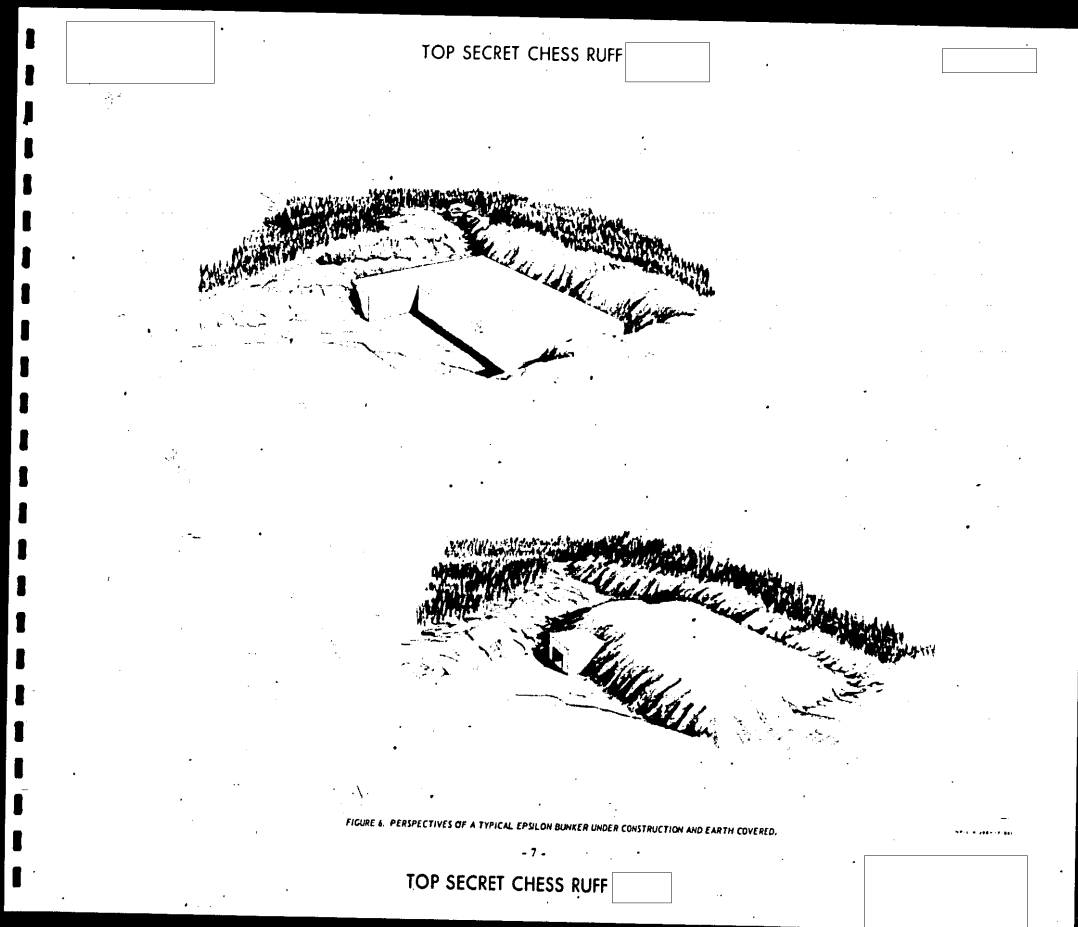 TOP SECRET CHESS RUFF
FIGURE 6. PERSPECTIVES OF A TYPICAL EPSILON BUNKER UNDER CONSTRUCTION AND EARTH COVERED.
- 7 -
TOP SECRET CHESS RUFF